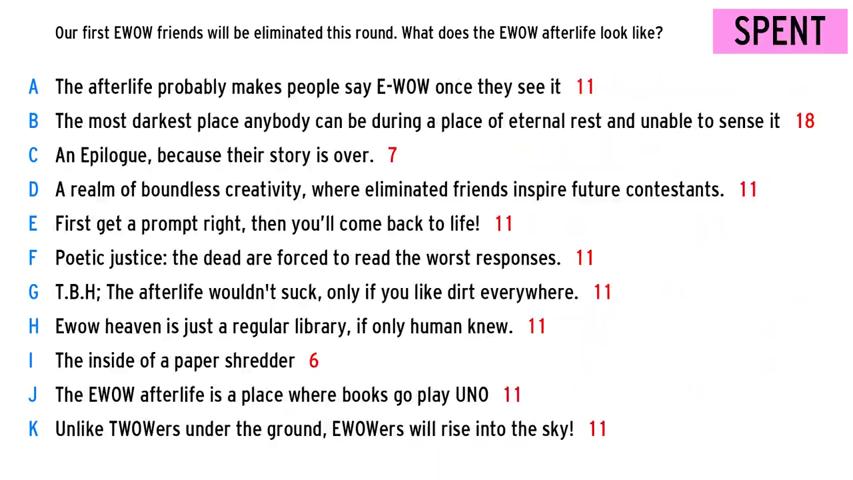 Our first EWOW friends will be eliminated this round. What does the EWOW afterlife look like?
SPENT
A The afterlife probably makes people say E-WOW once they see it 11
B The most darkest place anybody can be during a place of eternal rest and unable to sense it 18
C An Epilogue, because their story is over. 7
D A realm of boundless creativity, where eliminated friends inspire future contestants. 11
E First get a prompt right, then you'll come back to life! 11
F Poetic justice: the dead are forced to read the worst responses. 11
G T.B.H; The afterlife wouldn't suck, only if you like dirt everywhere. 11
H Ewow heaven is just a regular library, if only human knew. 11
I The inside of a paper shredder 6
J The EWOW afterlife is a place where books go play UNO 11
K Unlike TWOWers under the ground, EWOWers will rise into the sky! 11